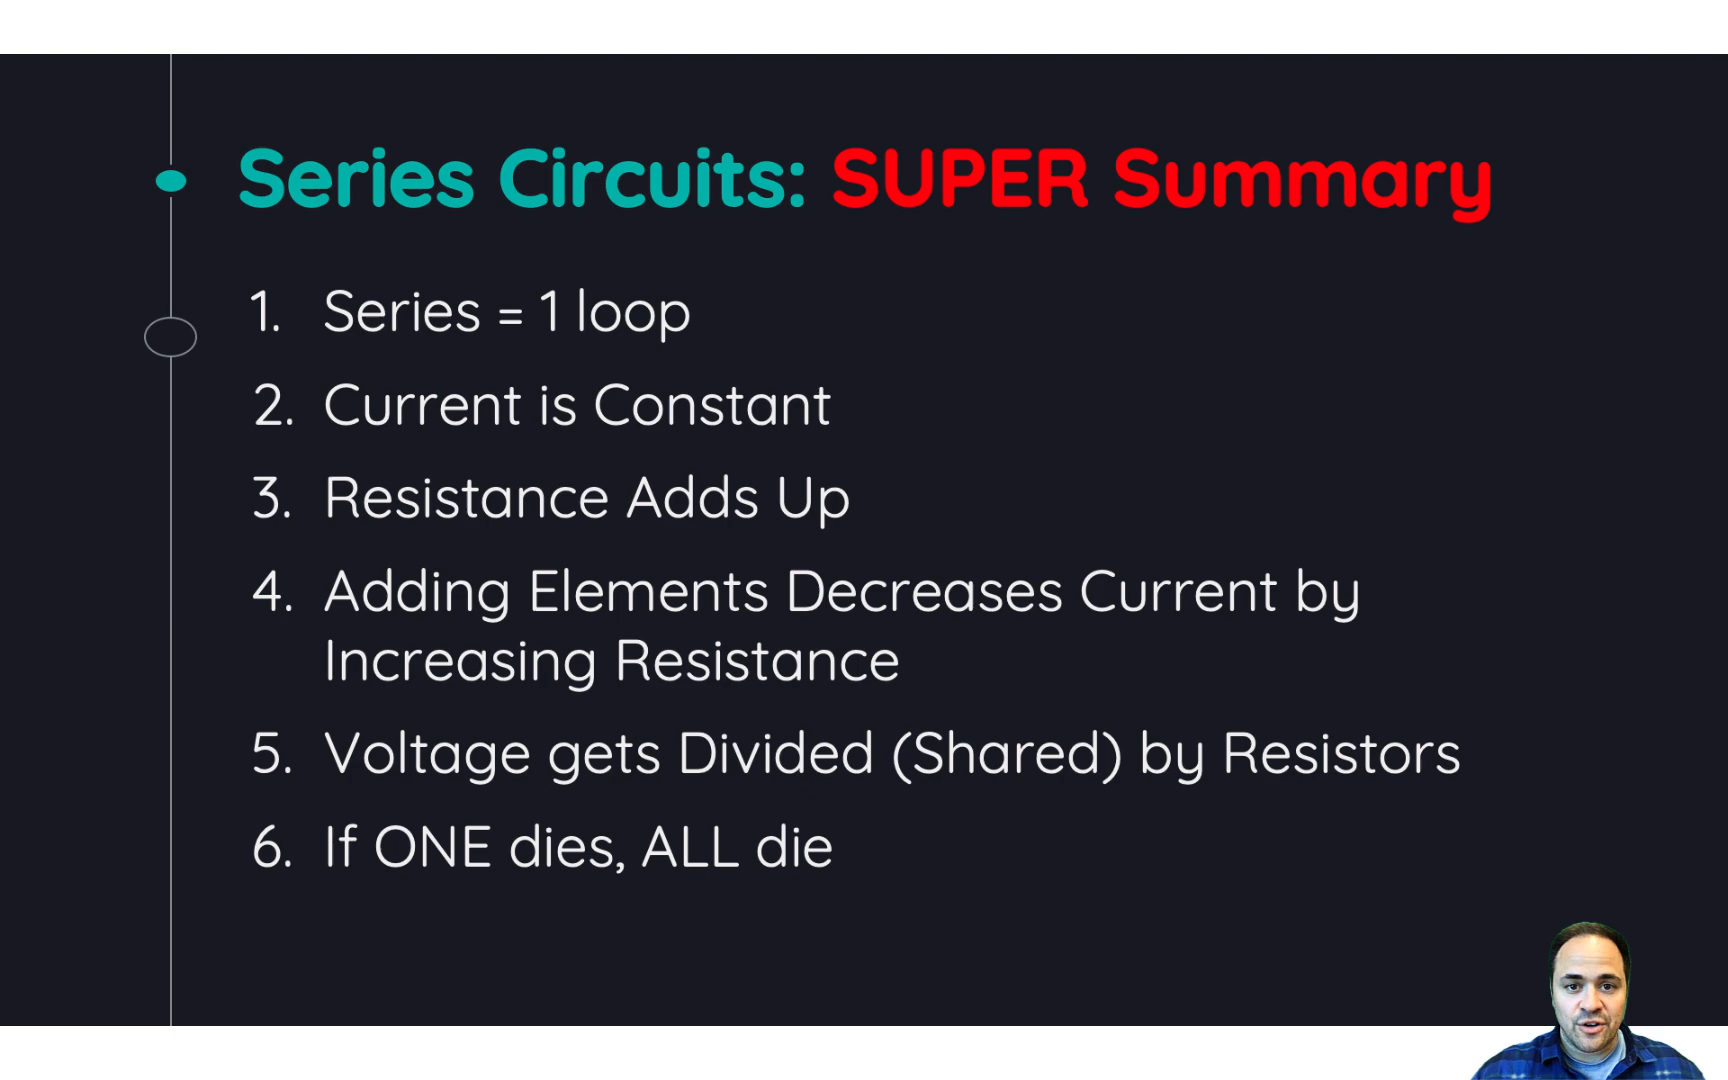 Series Circuits: SUPER Summary
1. Series = 1 loop
2. Current is Constant
3. Resistance Adds Up
4. Adding Elements Decreases Current by
Increasing Resistance
5. Voltage gets Divided (Shared) by Resistors
6. If ONE dies, ALL die